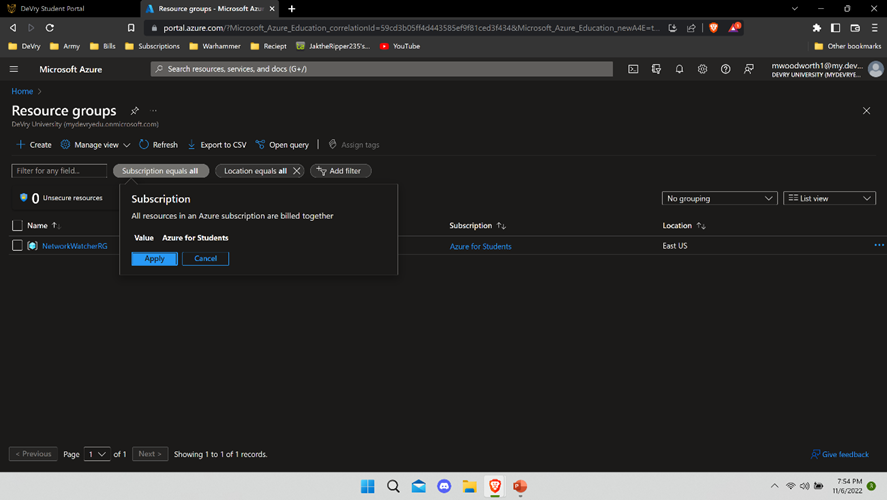 DeVry Student Portal
Resource groups - Microsoft Azur
portal.azure.com/?Microsoft_Azure_Education_correlationId=59cd3b05ff4d443585ef9f81ced3f434&Microsoft_Azure_Education_newA4E=t...
DeVry
Army
Bills
Subscriptions
Warhammer
Reciept
JaktheRipper235's...
YouTube
Other bookmarks
Microsoft Azure
Search resources, services, and docs (G+/)
mwoodworth1@my.dev...
DEVRY UNIVERSITY (MYDEVRYE...
Home
Resource groups
DeVry University (mydevryedu.onmicrosoft.com)
Create
Manage view
Refresh
Export to CSV
Open query
Assign tags
Filter for any field...
Subscription equals all
Location equals all
Add filter
0 Unsecure resources
Subscription
All resources in an Azure subscription are billed together
Value Azure for Students
Apply
Cancel
No grouping
List view
Name
Subscription
Location
NetworkWatcherRG
Azure for Students
East US
< Previous
Page 1 of 1
Next >
Showing 1 to 1 of 1 records.
Give feedback
7:54 PM
11/6/2022